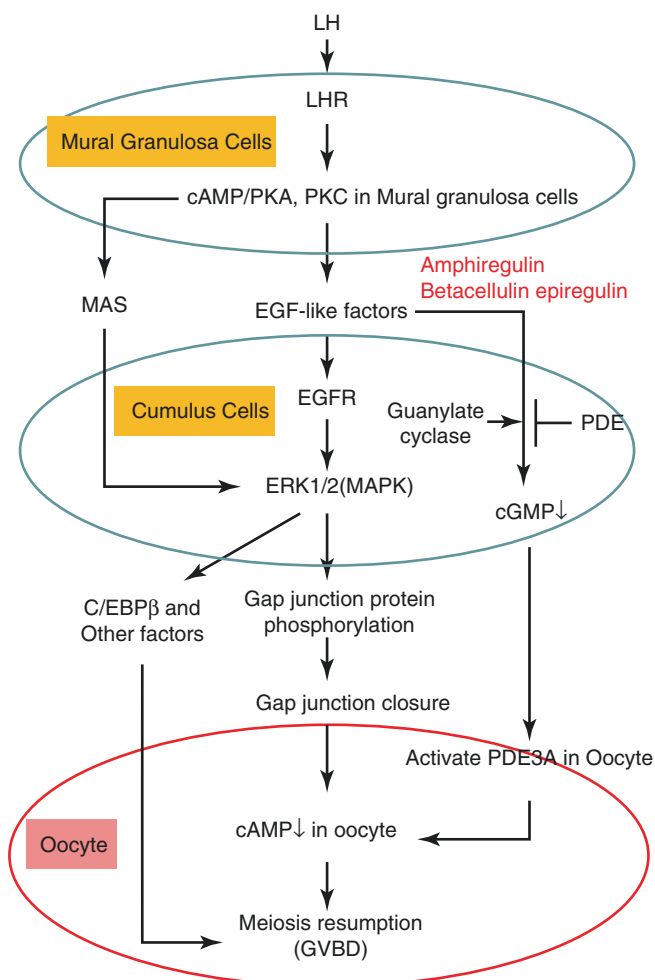 LH
LHR
Mural Granulosa Cells
cAMP/PKA, PKC in Mural granulosa cells
Amphiregulin
Betacellulin epiregulin
MAS
EGF-like factors
Cumulus Cells
EGFR
Guanylate
cyclase
PDE
ERK1/2(MAPK)
cGMP↓
C/EBPβ and
Other factors
Gap junction protein
phosphorylation
Gap junction closure
Activate PDE3A in Oocyte
Oocyte
cAMP↓ in oocyte
Meiosis resumption
(GVBD)